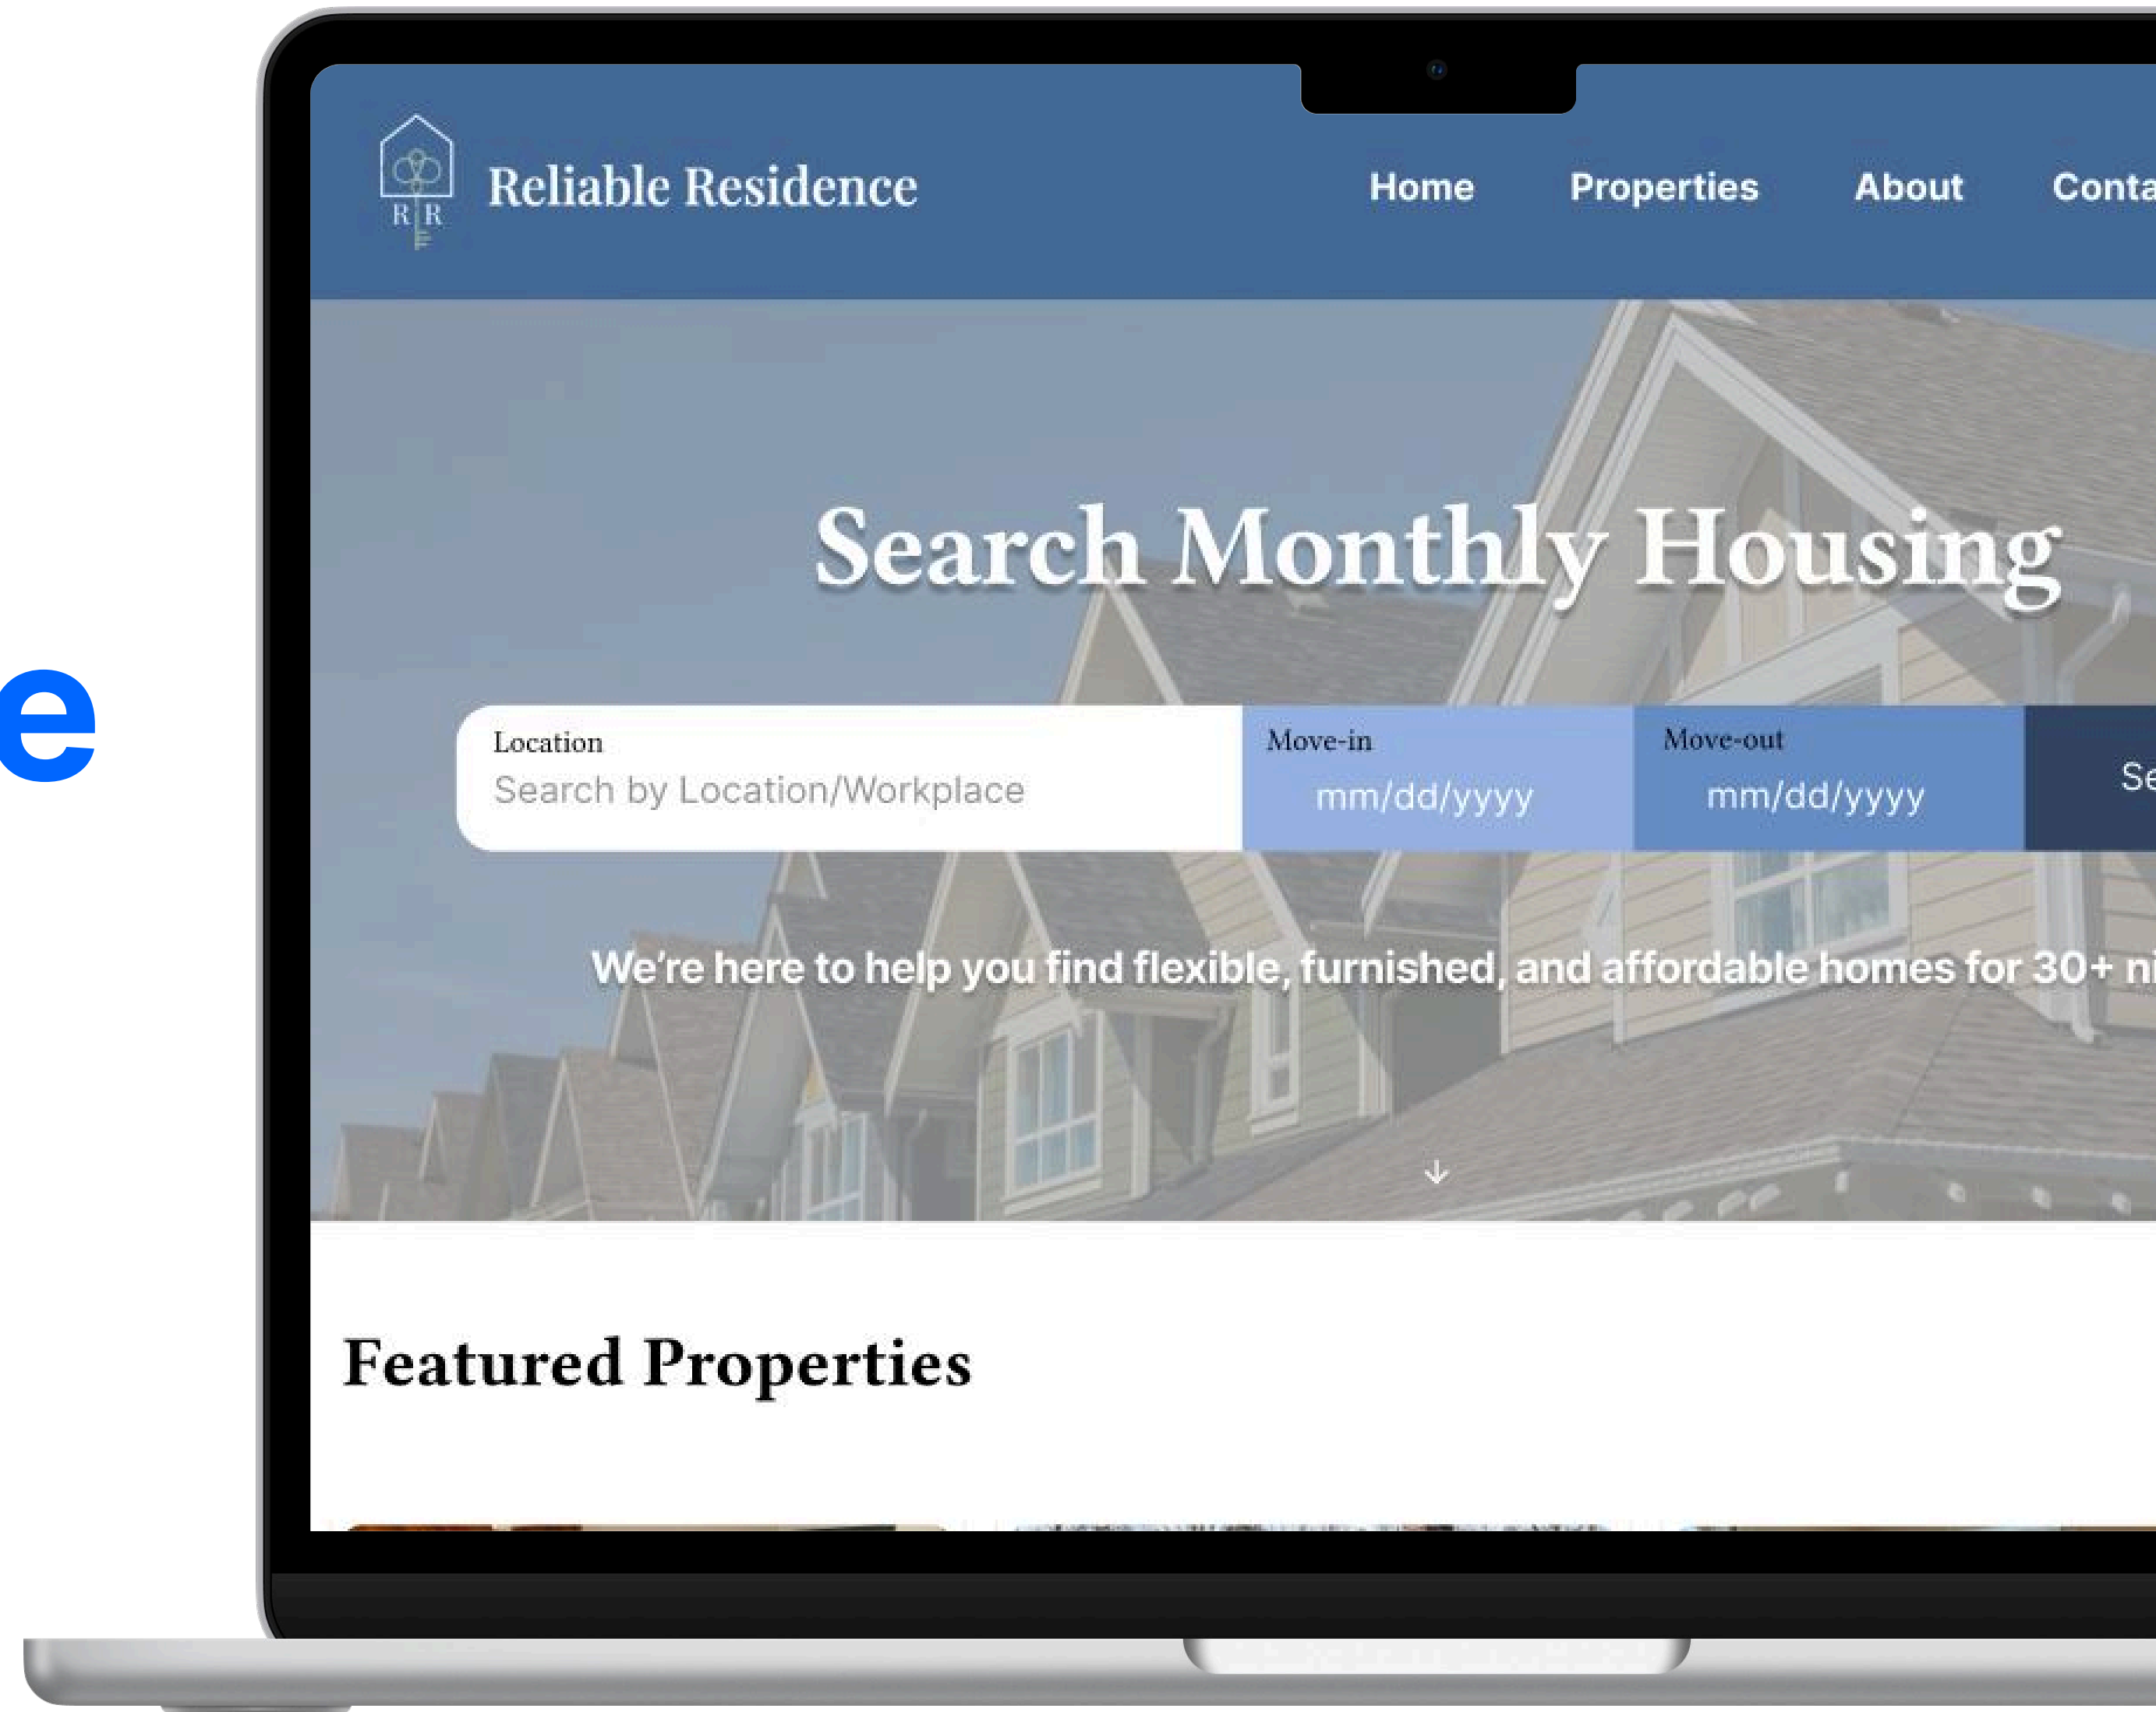 R R
Reliable Residence
Home Properties About
Search Monthly Housing
e
Location
Search by Location/Workplace
Move-in
mm/dd/yyyy
Move-out
mm/dd/yyyy
We're here to help you find flexible, furnished, and affordable homes for 30+
Featured Properties